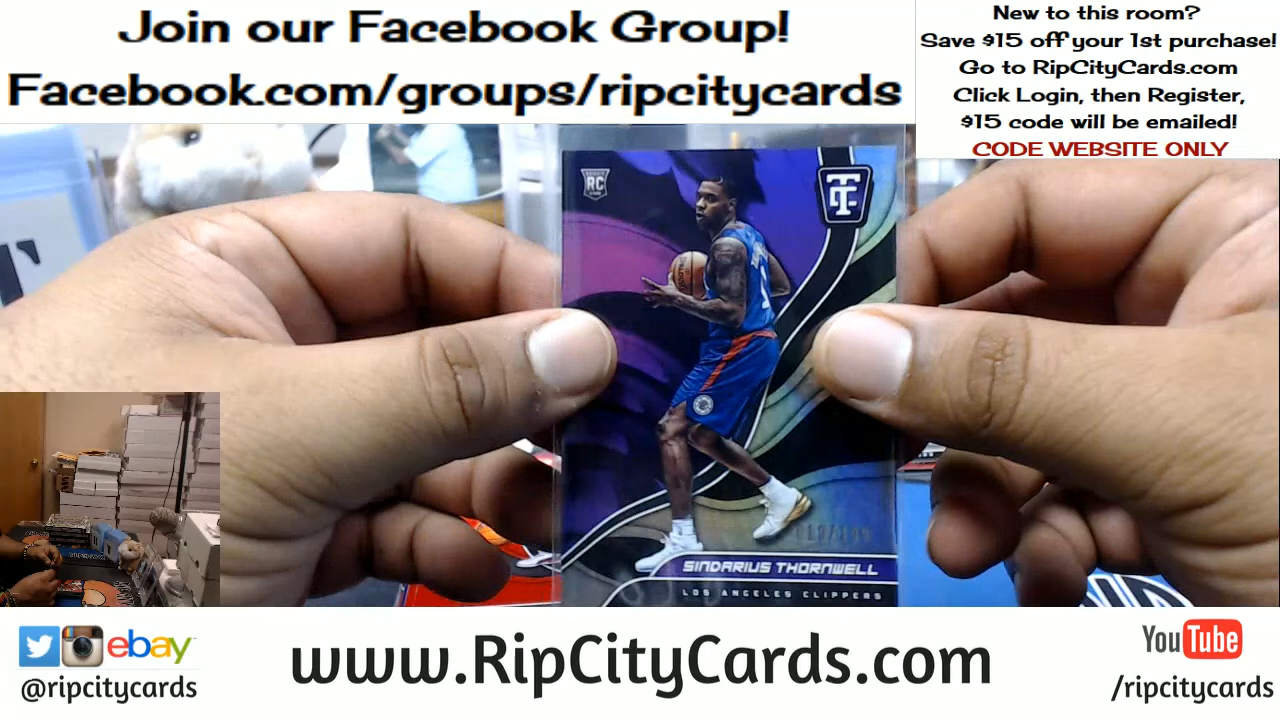 Join our Facebook Group!
Facebook.com/groups/ripcitycards
New to this room?
Save $15 off your 1st purchase!
Go to RipCityCards.com
Click Login, then Register,
$15 code will be emailed!
CODE WEBSITE ONLY
RC
SINDARIUS THORNWELL
LOS ANGELES CLIPPERS
ebay
@ripcitycards
www.RipCityCards.com
YouTube
/ripcitycards